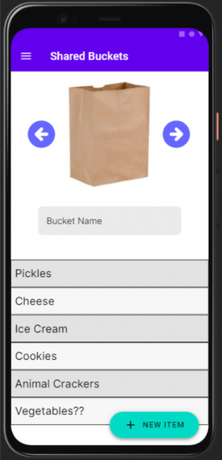 Shared Buckets
Bucket Name
Pickles
Cheese
Ice Cream
Cookies
Animal Crackers
Vegetables??
+ NEW ITEM